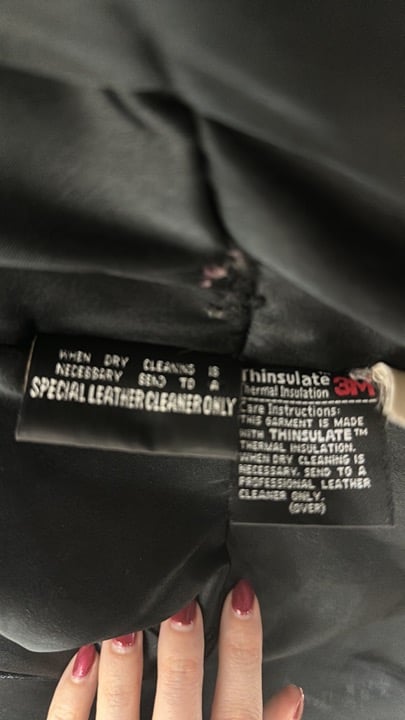 WHEN DRY CLEANING IS
NECESSARY SEND TO A
SPECIAL LEATHER CLEANER ONLY
Thinsulate™ 3M
Thermal Insulation
Care Instructions:
THIS GARMENT IS MADE
WITH THINSULATE™
THERMAL INSULATION.
WHEN DRY CLEANING IS
NECESSARY. SEND TO A
PROFESSIONAL LEATHER
CLEANER ONLY.
(OVER)